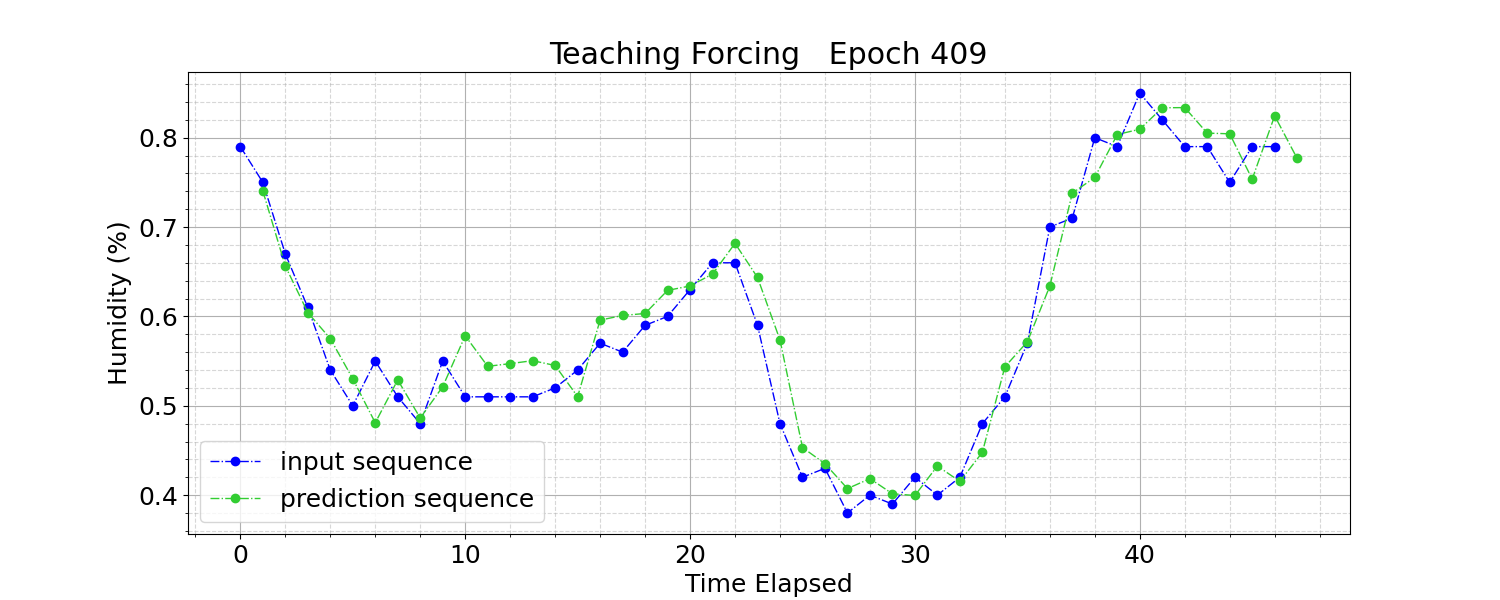 Teaching Forcing   Epoch 409
Humidity (%)
0.8
0.7
0.6
0.5
0.4
input sequence
prediction sequence
0 10 20 30 40
Time Elapsed